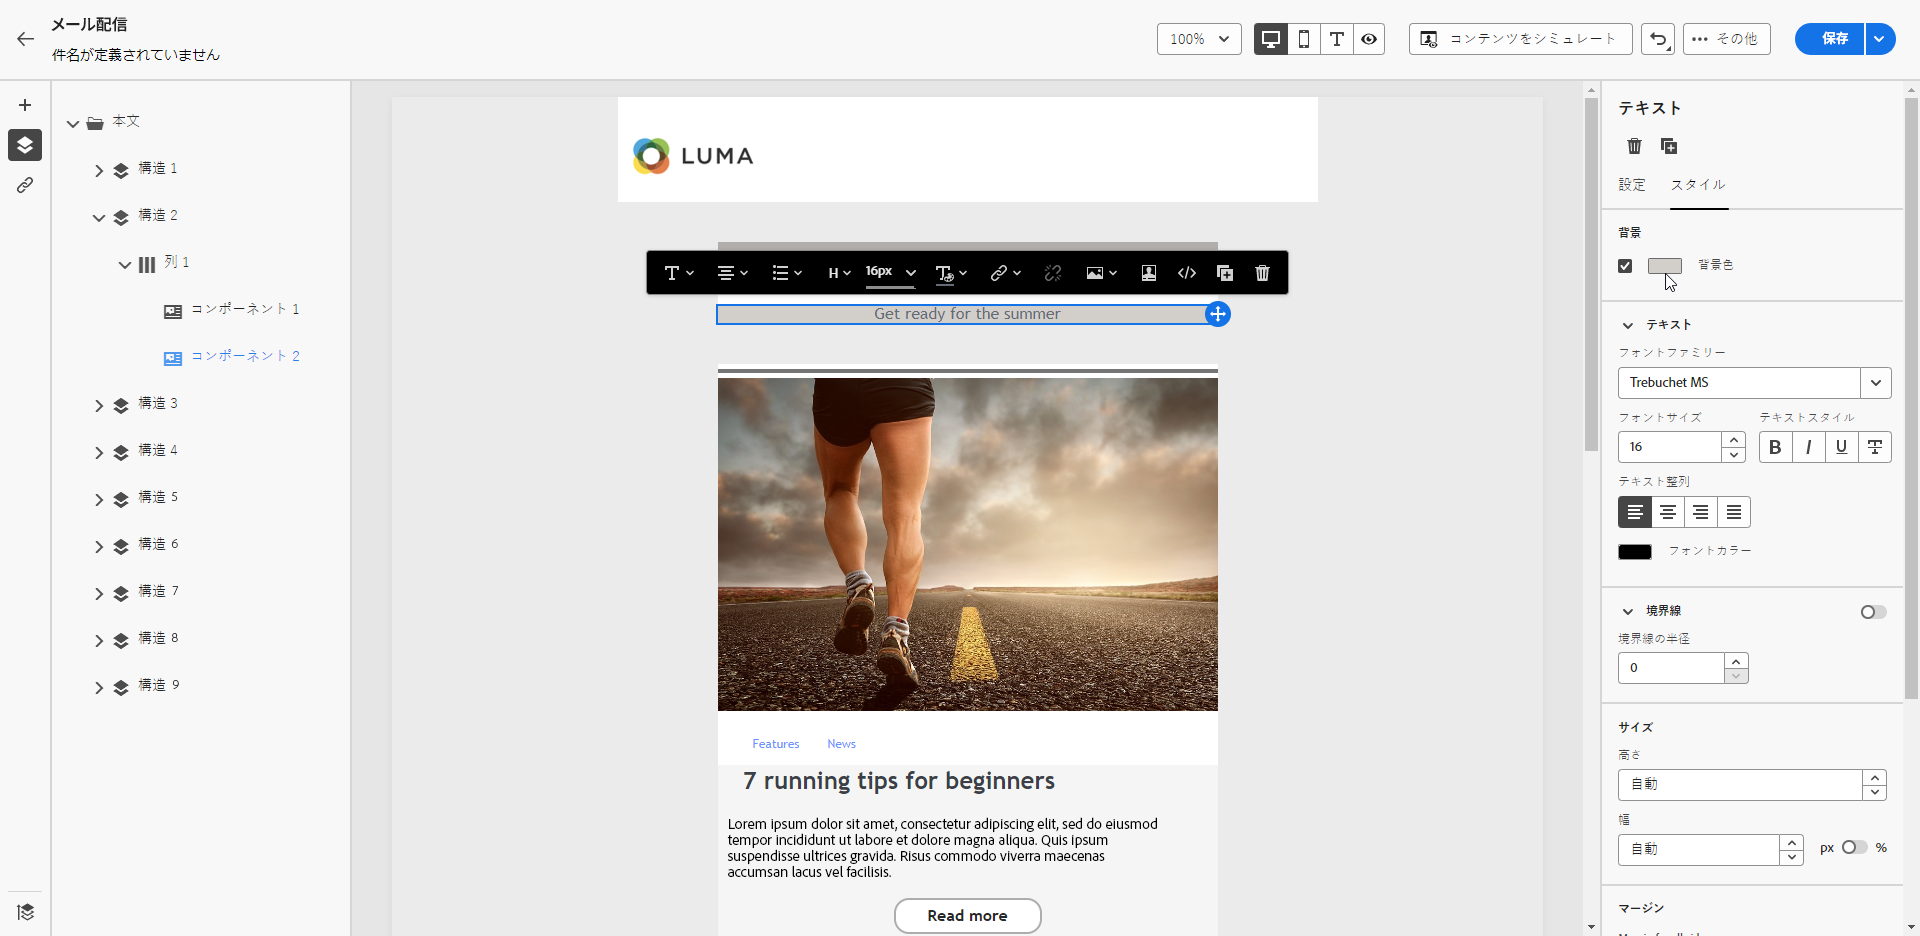 メール配信
件名が定義されていません
100%
コンテンツをシミュレート
その他
保存
本文
構造 1
構造 2
列 1
コンポーネント 1
コンポーネント 2
構造 3
構造 4
構造 5
構造 6
構造 7
構造 8
構造 9
LUMA
H
16px
Get ready for the summer
Features News
7 running tips for beginners
Lorem ipsum dolor sit amet, consectetur adipiscing elit, sed do eiusmod
tempor incididunt ut labore et dolore magna aliqua. Quis ipsum
suspendisse ultrices gravida. Risus commodo viverra maecenas
accumsan lacus vel facilisis.
Read more
テキスト
設定 スタイル
背景
背景色
テキスト
フォントファミリー
Trebuchet MS
フォントサイズ テキストスタイル
16 B I U T
テキスト整列
フォントカラー
境界線
境界線の半径
0
サイズ
高さ
自動
幅
自動 px %
マージン